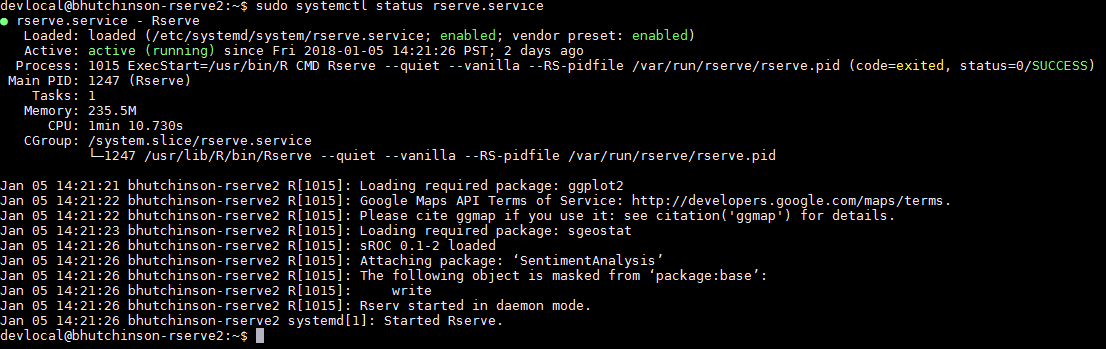 devlocal@bhutchinson-rserve2:~$ sudo systemctl status rserve.service
● rserve.service - Rserve
   Loaded: loaded (/etc/systemd/system/rserve.service; enabled; vendor preset: enabled)
   Active: active (running) since Fri 2018-01-05 14:21:26 PST; 2 days ago
  Process: 1015 ExecStart=/usr/bin/R CMD Rserve --quiet --vanilla --RS-pidfile /var/run/rserve/rserve.pid (code=exited, status=0/SUCCESS)
 Main PID: 1247 (Rserve)
    Tasks: 1
   Memory: 235.5M
      CPU: 1min 10.730s
   CGroup: /system.slice/rserve.service
           └─1247 /usr/lib/R/bin/Rserve --quiet --vanilla --RS-pidfile /var/run/rserve/rserve.pid

Jan 05 14:21:21 bhutchinson-rserve2 R[1015]: Loading required package: ggplot2
Jan 05 14:21:22 bhutchinson-rserve2 R[1015]: Google Maps API Terms of Service: http://developers.google.com/maps/terms.
Jan 05 14:21:22 bhutchinson-rserve2 R[1015]: Please cite ggmap if you use it: see citation('ggmap') for details.
Jan 05 14:21:23 bhutchinson-rserve2 R[1015]: Loading required package: sgeostat
Jan 05 14:21:26 bhutchinson-rserve2 R[1015]: sROC 0.1-2 loaded
Jan 05 14:21:26 bhutchinson-rserve2 R[1015]: Attaching package: ‘SentimentAnalysis’
Jan 05 14:21:26 bhutchinson-rserve2 R[1015]: The following object is masked from ‘package:base’:
Jan 05 14:21:26 bhutchinson-rserve2 R[1015]:     write
Jan 05 14:21:26 bhutchinson-rserve2 R[1015]: Rserv started in daemon mode.
Jan 05 14:21:26 bhutchinson-rserve2 systemd[1]: Started Rserve.
devlocal@bhutchinson-rserve2:~$